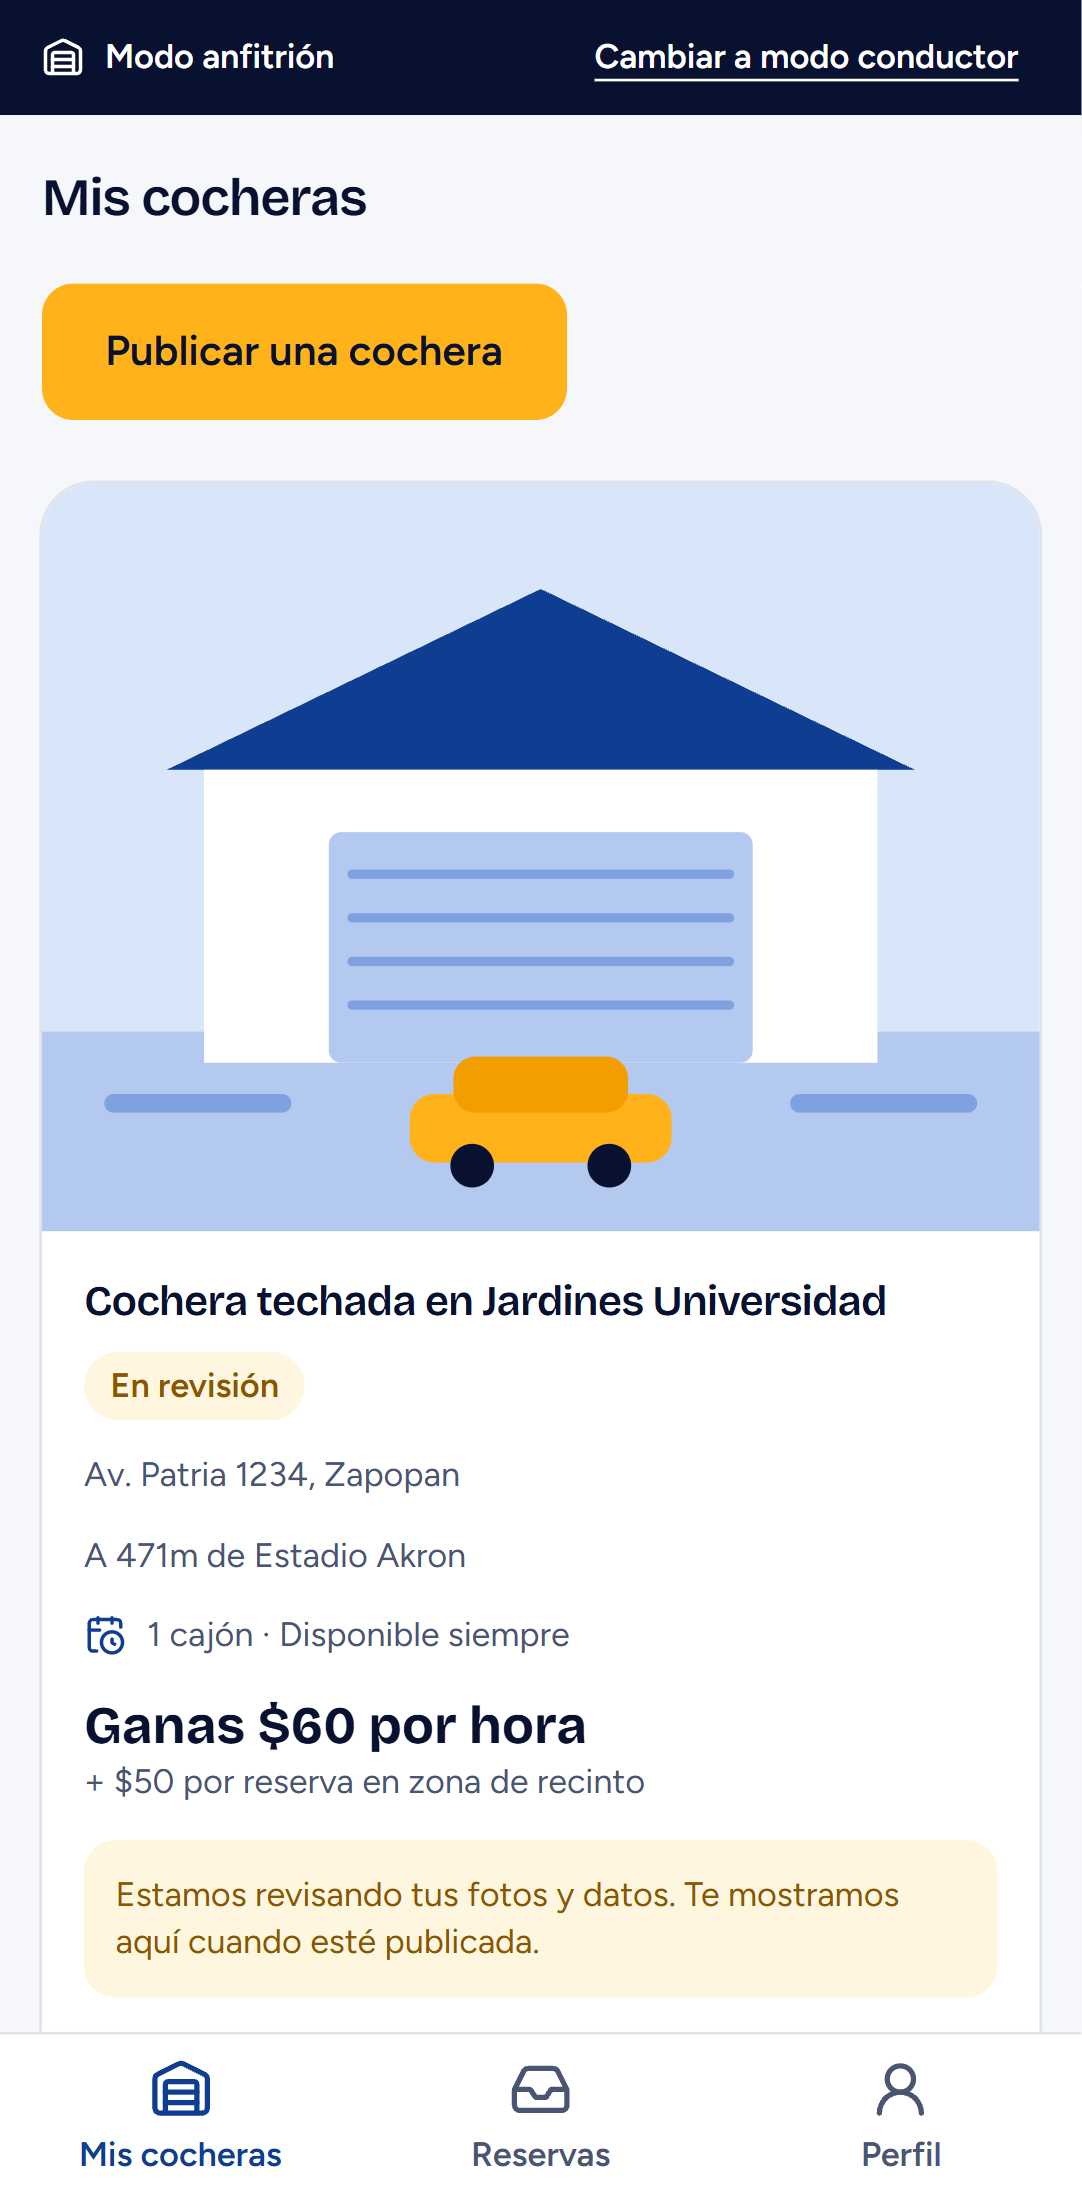 Modo anfitrión
Cambiar a modo conductor
Mis cocheras
Publicar una cochera
Cochera techada en Jardines Universidad
En revisión
Av. Patria 1234, Zapopan
A 471m de Estadio Akron
1 cajón · Disponible siempre
Ganas $60 por hora
+ $50 por reserva en zona de recinto
Estamos revisando tus fotos y datos. Te mostramos
aquí cuando esté publicada.
Mis cocheras
Reservas
Perfil